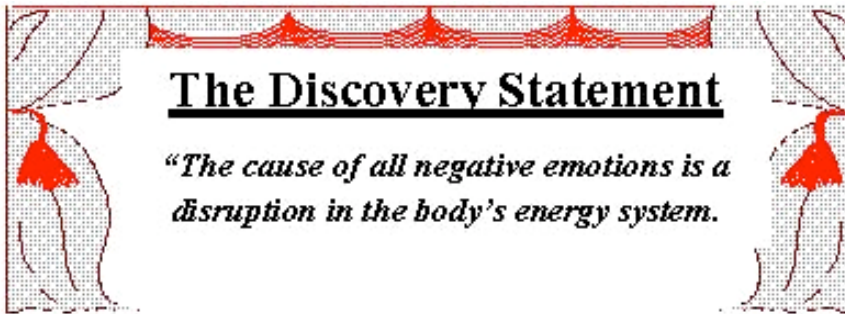 The Discovery Statement
“The cause of all negative emotions is a
disruption in the body’s energy system.